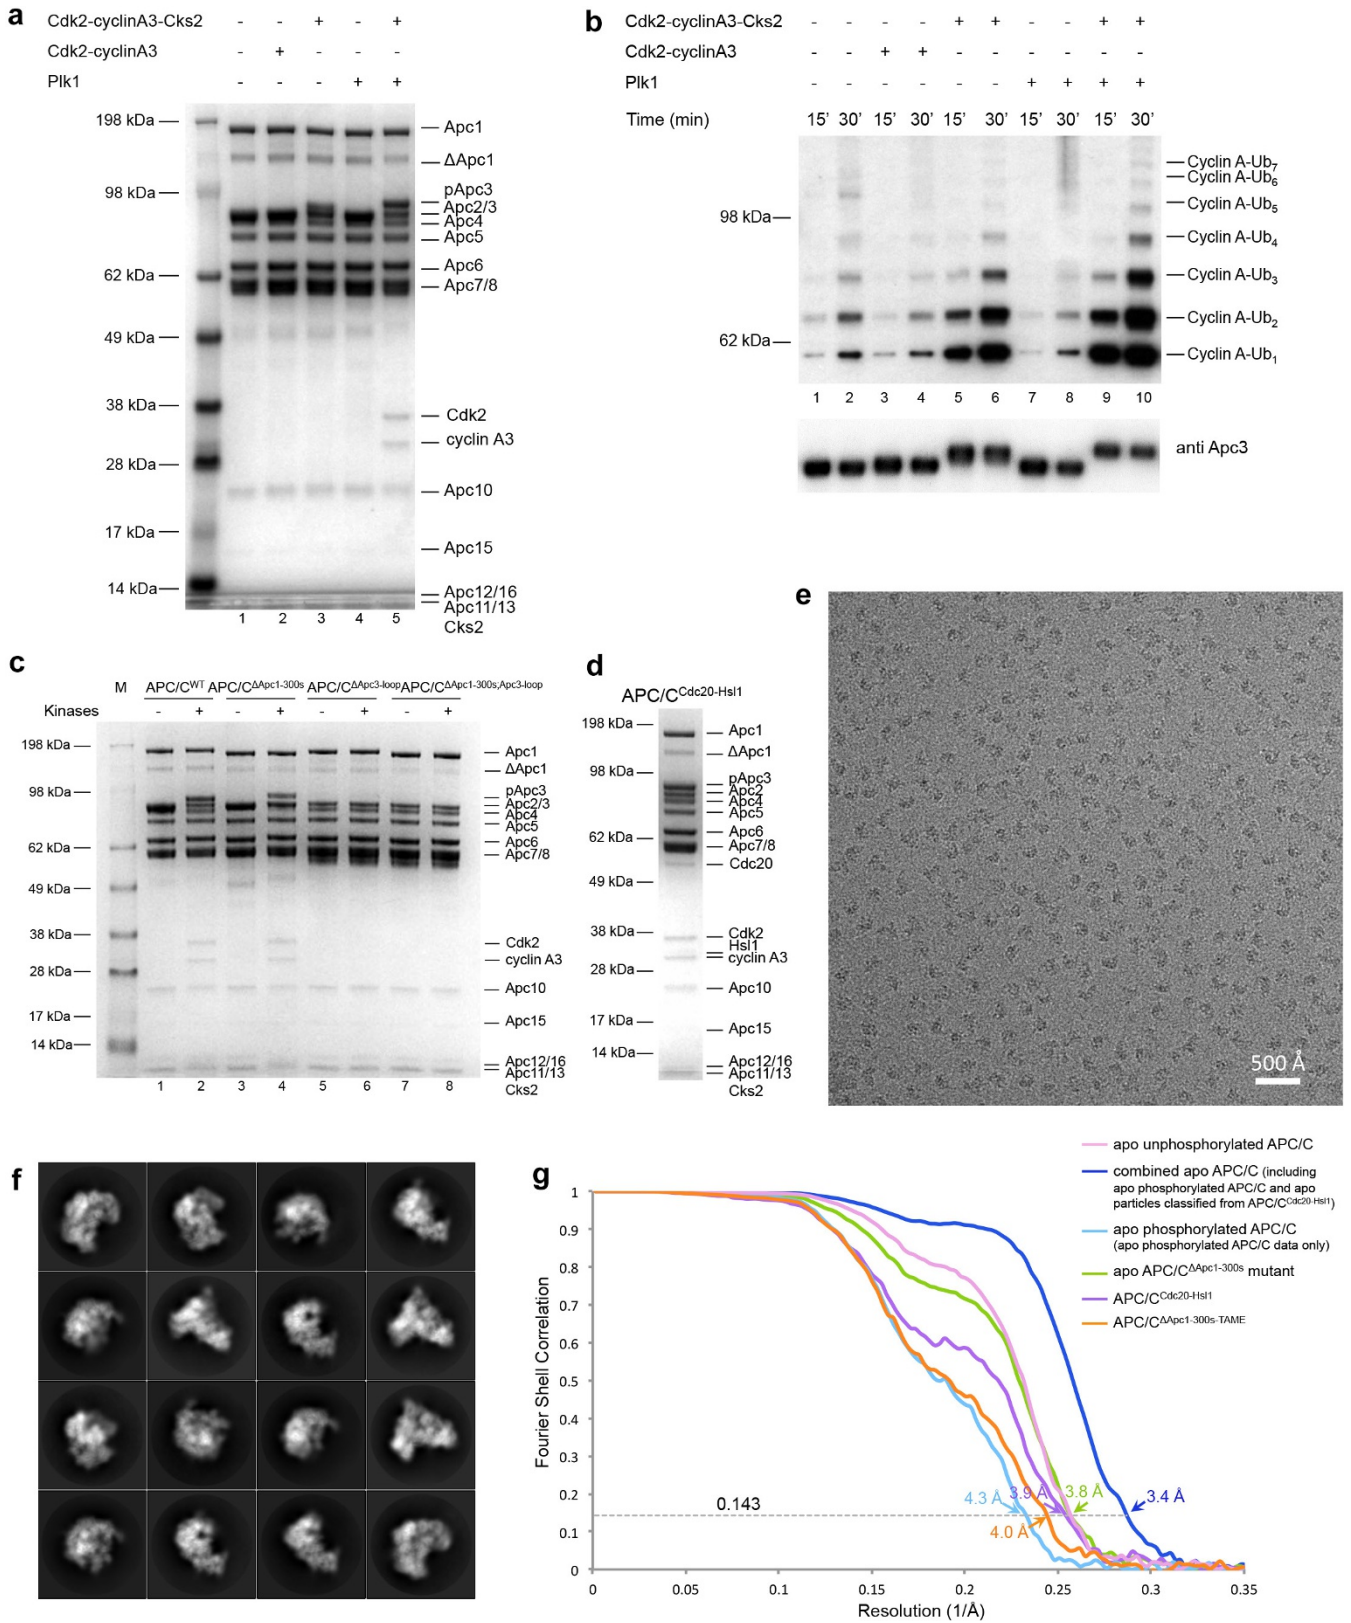 a
Cdk2-cyclinA3-Cks2 - - + - +
Cdk2-cyclinA3 - + - - -
Plk1 - - - + +
198 kDa
98 kDa
62 kDa
49 kDa
38 kDa
28 kDa
17 kDa
14 kDa
Apc1
ΔApc1
pApc3
Apc2/3
Apc4
Apc5
Apc6
Apc7/8
Cdk2
cyclin A3
Apc10
Apc15
Apc12/16
Apc11/13
Cks2
1 2 3 4 5
b
Cdk2-cyclinA3-Cks2 - - - - + + - - + +
Cdk2-cyclinA3 - - + + - - - - - -
Plk1 - - - - - - + + + +
Time (min) 15' 30' 15' 30' 15' 30' 15' 30' 15' 30'
98 kDa
62 kDa
Cyclin A-Ub7
Cyclin A-Ub6
Cyclin A-Ub5
Cyclin A-Ub4
Cyclin A-Ub3
Cyclin A-Ub2
Cyclin A-Ub1
1 2 3 4 5 6 7 8 9 10
anti Apc3
c
M APC/CWT APC/CΔApc1-300s APC/CΔApc3-loop APC/CΔApc1-300s;Apc3-loop
Kinases - + - + - + - +
198 kDa
98 kDa
62 kDa
49 kDa
38 kDa
28 kDa
17 kDa
14 kDa
Apc1
ΔApc1
pApc3
Apc2/3
Apc4
Apc5
Apc6
Apc7/8
Cdk2
cyclin A3
Apc10
Apc15
Apc12/16
Apc11/13
Cks2
1 2 3 4 5 6 7 8
d
APC/CCdc20-Hsl1
198 kDa
98 kDa
62 kDa
49 kDa
38 kDa
28 kDa
17 kDa
14 kDa
Apc1
ΔApc1
pApc3
Apc2
Apc4
Apc5
Apc6
Apc7/8
Cdc20
Cdk2
Hsl1
cyclin A3
Apc10
Apc15
Apc12/16
Apc11/13
Cks2
e
500 Å
f
g
apo unphosphorylated APC/C
combined apo APC/C (including
apo phosphorylated APC/C and apo
particles classified from APC/CCdc20-Hsl1)
apo phosphorylated APC/C
(apo phosphorylated APC/C data only)
apo APC/CΔApc1-300s mutant
APC/CCdc20-Hsl1
APC/CΔApc1-300s-TAME
Fourier Shell Correlation
1
0.9
0.8
0.7
0.6
0.5
0.4
0.3
0.2
0.1
0
0.143
4.3 Å
3.9 Å
3.8 Å
3.4 Å
4.0 Å
0 0.05 0.1 0.15 0.2 0.25 0.3 0.35
Resolution (1/Å)